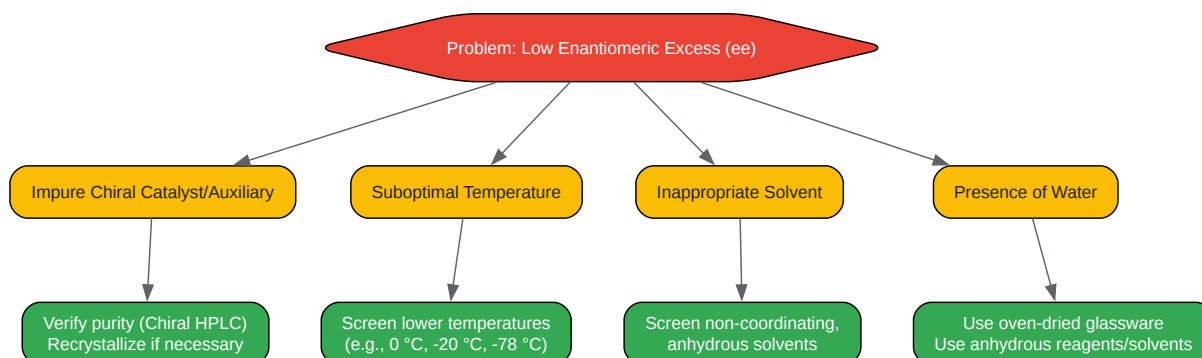 Problem: Low Enantiomeric Excess (ee)
Impure Chiral Catalyst/Auxiliary
Suboptimal Temperature
Inappropriate Solvent
Presence of Water
Verify purity (Chiral HPLC)
Recrystallize if necessary
Screen lower temperatures
(e.g., 0 °C, -20 °C, -78 °C)
Screen non-coordinating,
anhydrous solvents
Use oven-dried glassware
Use anhydrous reagents/solvents